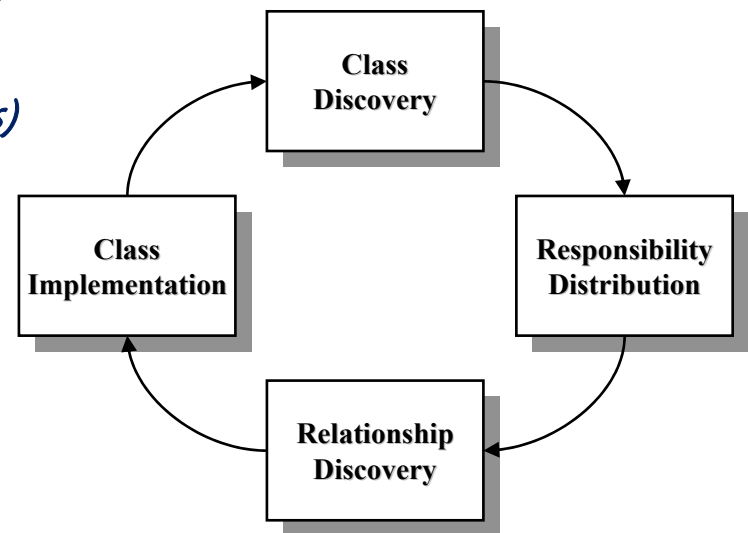 Class
Discovery
s)
Class
Implementation
Responsibility
Distribution
Relationship
Discovery